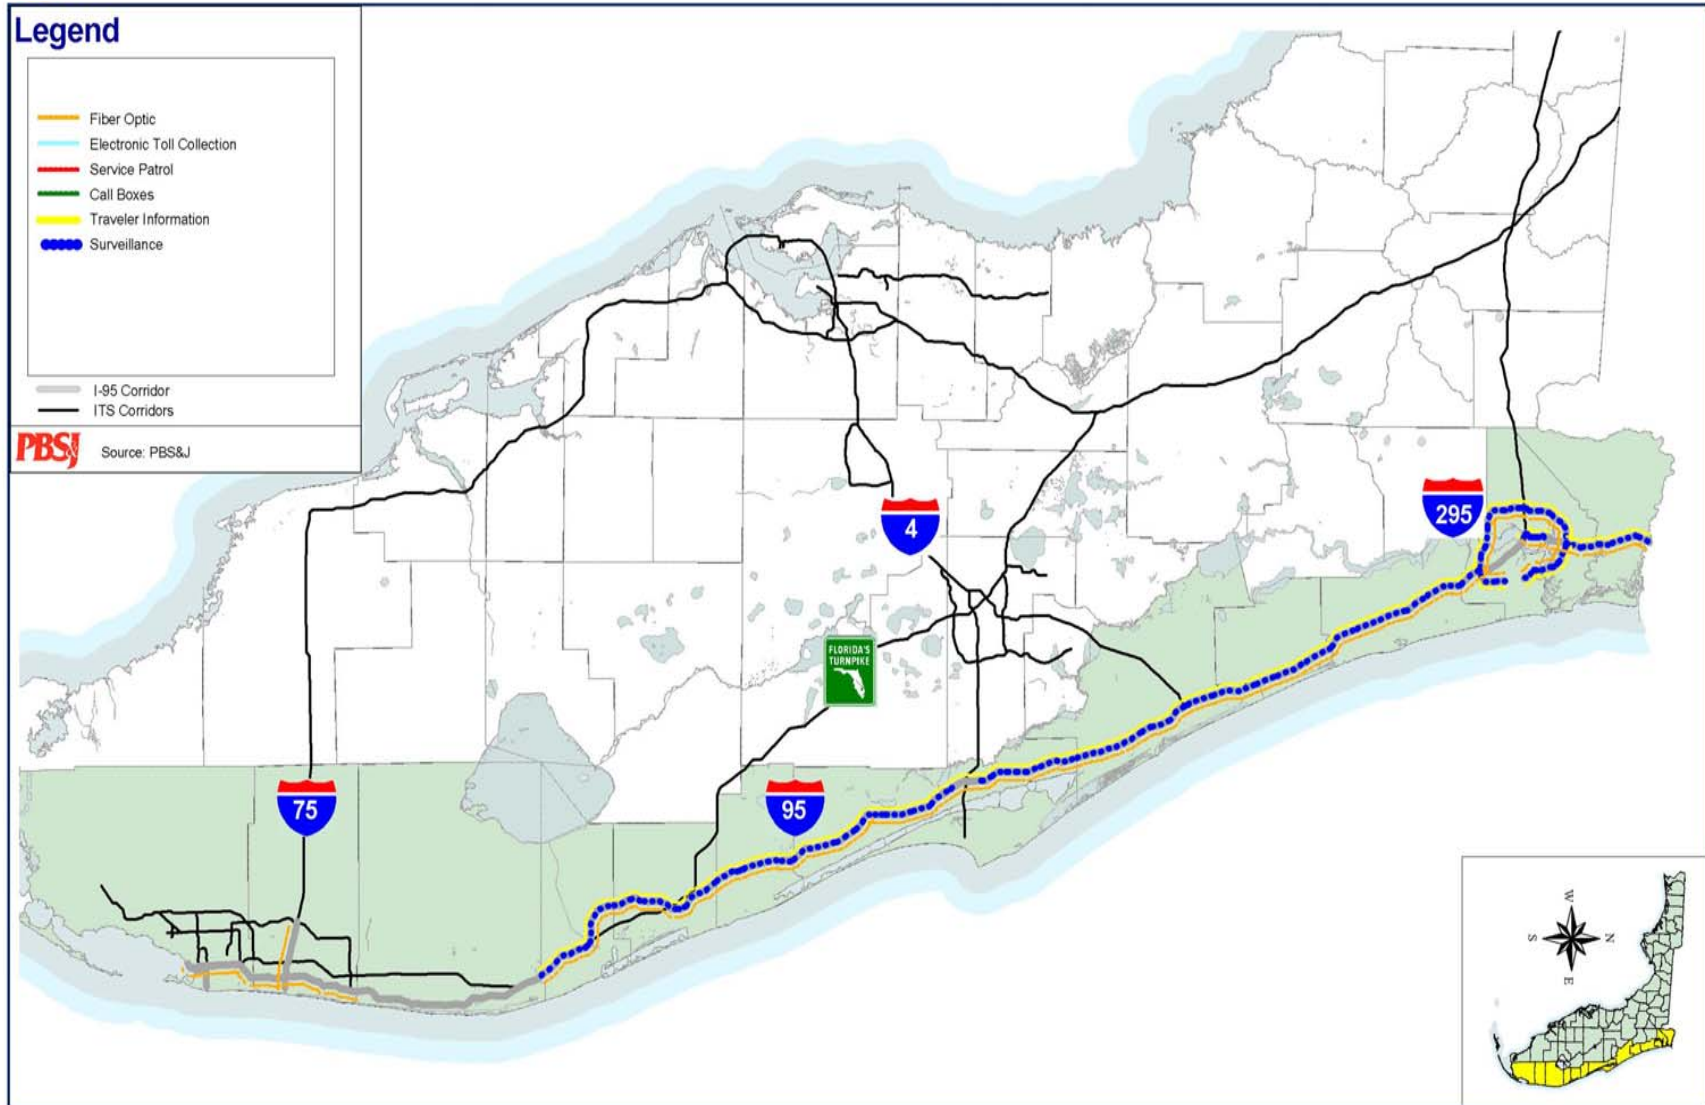 Legend
Fiber Optic
Electronic Toll Collection
Service Patrol
Call Boxes
Traveler Information
Surveillance
I-95 Corridor
ITS Corridors
PBSJ
Source: PBS&J
4
295
FLORIDA'S
TURNPIKE
75
95
W
S
N
E